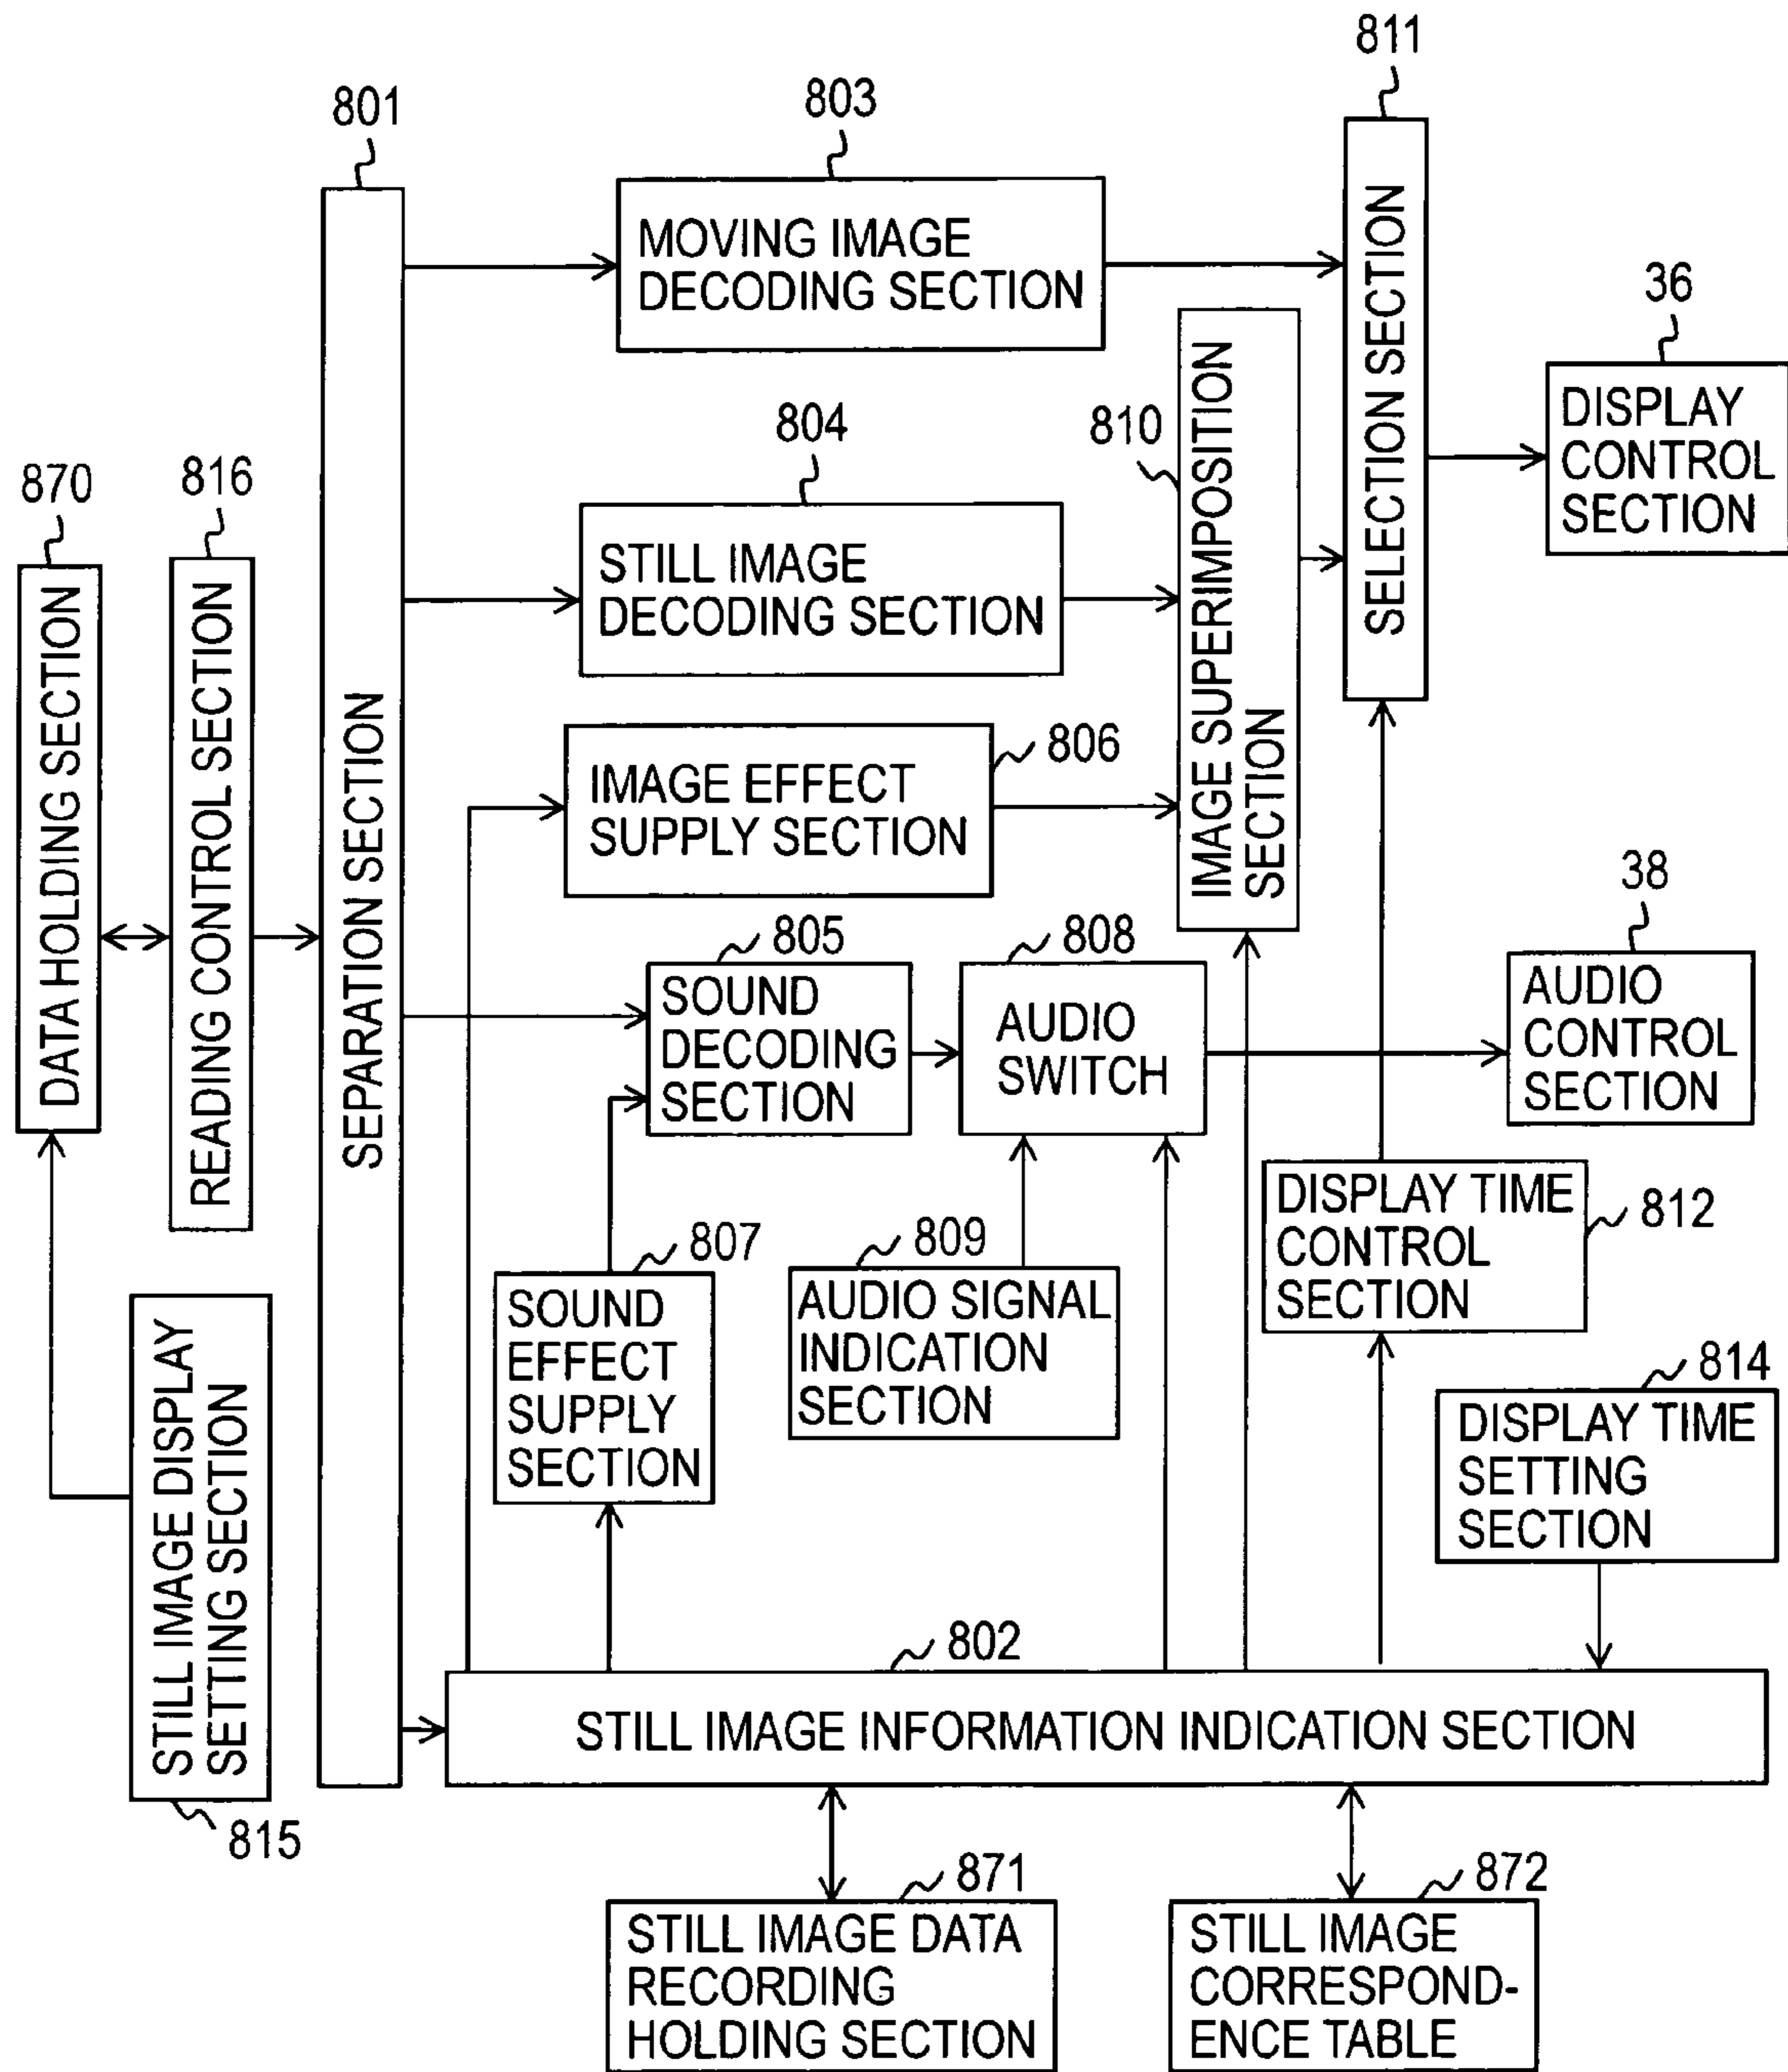 811
803
801
MOVING IMAGE
DECODING SECTION
SELECTION SECTION
36
DISPLAY
CONTROL
SECTION
804
810
IMAGE SUPERIMPOSITION
SECTION
870
816
STILL IMAGE
DECODING SECTION
DATA HOLDING SECTION
READING CONTROL SECTION
SEPARATION SECTION
806
IMAGE EFFECT
SUPPLY SECTION
38
805
808
SOUND
DECODING
SECTION
AUDIO
SWITCH
AUDIO
CONTROL
SECTION
DISPLAY TIME
CONTROL
SECTION
812
807
809
SOUND
EFFECT
SUPPLY
SECTION
AUDIO SIGNAL
INDICATION
SECTION
814
DISPLAY TIME
SETTING
SECTION
STILL IMAGE DISPLAY
SETTING SECTION
815
802
STILL IMAGE INFORMATION INDICATION SECTION
871
872
STILL IMAGE DATA
RECORDING
HOLDING SECTION
STILL IMAGE
CORRESPOND-
ENCE TABLE